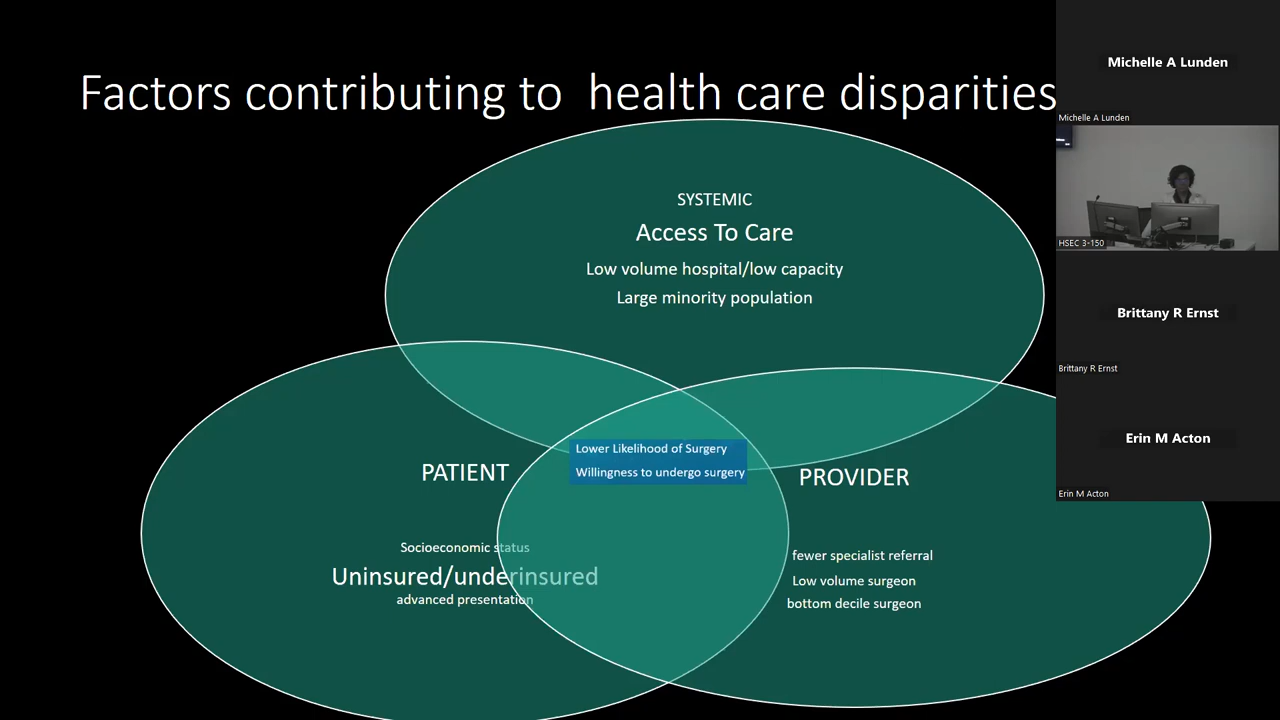 Factors contributing to health care disparities
SYSTEMIC
Access To Care
Low volume hospital/low capacity
Large minority population
Lower Likelihood of Surgery
Willingness to undergo surgery
PATIENT
Socioeconomic status
Uninsured/underinsured
advanced presentation
PROVIDER
fewer specialist referral
Low volume surgeon
bottom decile surgeon
Michelle A Lunden
Michelle A Lunden
HSEC 3-150
Brittany R Ernst
Brittany R Ernst
Erin M Acton
Erin M Acton